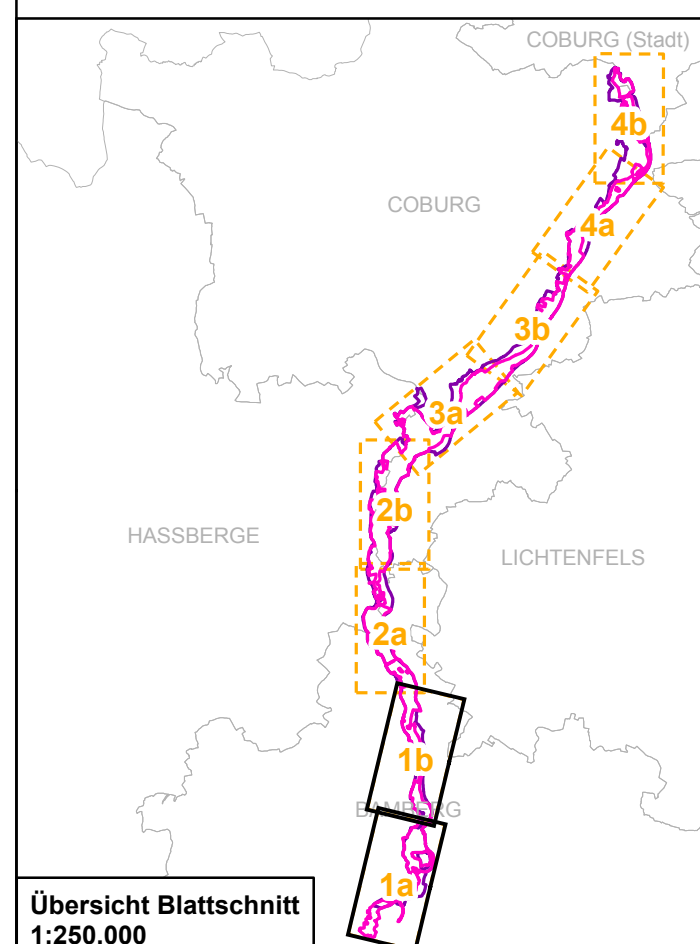 COBURG (Stadt)
4b
COBURG
4a
3b
3a
2b
HASSBERGE
LICHTENFELS
2a
1b
BAMBERG
1a
Übersicht Blattschnitt
1:250.000